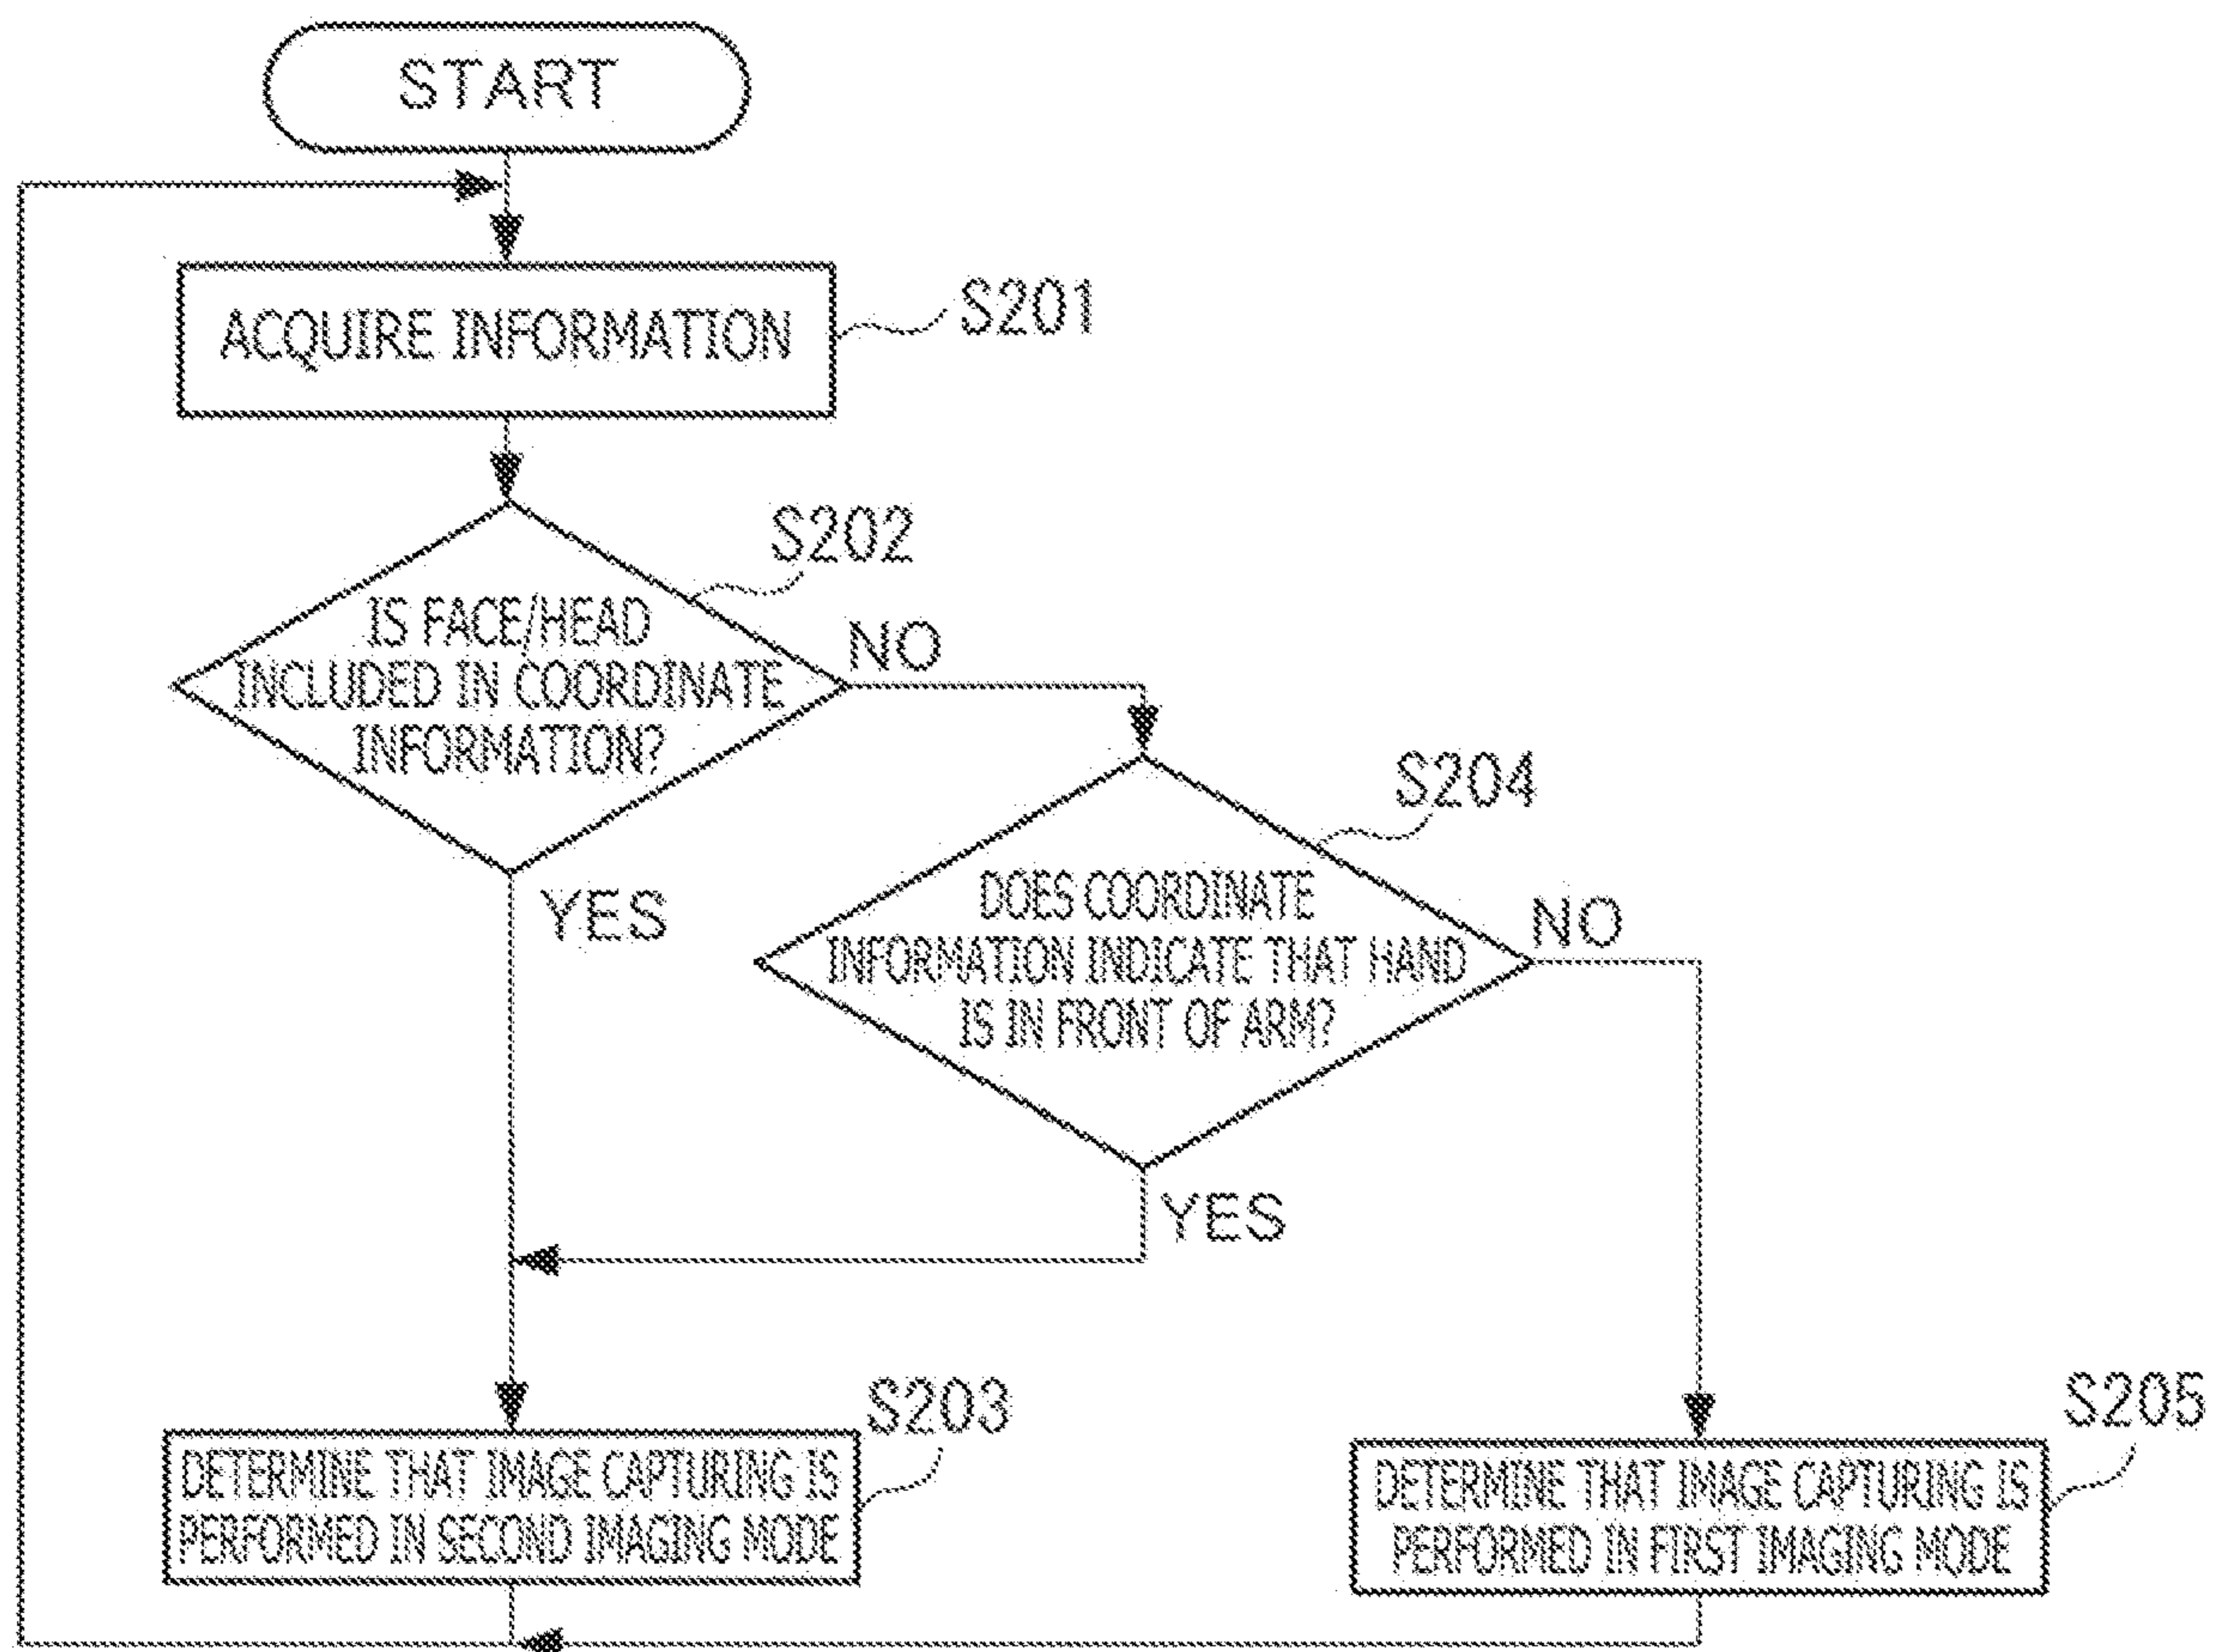 START
ACQUIRE INFORMATION
S201
S202
IS FACE/HEAD
INCLUDED IN COORDINATE
INFORMATION?
NO
YES
S204
DOES COORDINATE
INFORMATION INDICATE THAT HAND
IS IN FRONT OF ARM?
NO
YES
S203
DETERMINE THAT IMAGE CAPTURING IS
PERFORMED IN SECOND IMAGING MODE
S205
DETERMINE THAT IMAGE CAPTURING IS
PERFORMED IN FIRST IMAGING MODE